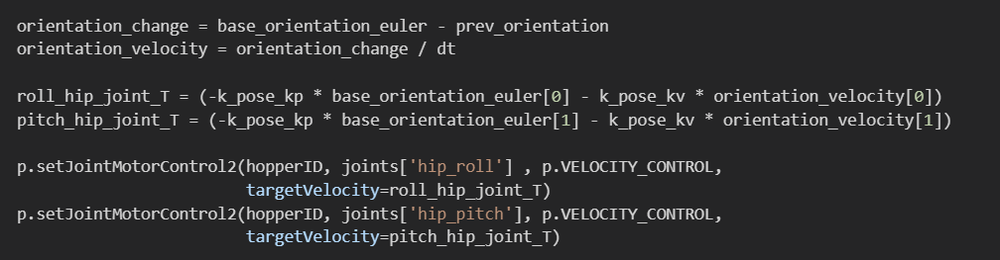 orientation_change = base_orientation_euler - prev_orientation
orientation_velocity = orientation_change / dt
roll_hip_joint_T = (-k_pose_kp * base_orientation_euler[0] - k_pose_kv * orientation_velocity[0])
pitch_hip_joint_T = (-k_pose_kp * base_orientation_euler[1] - k_pose_kv * orientation_velocity[1])
p.setJointMotorControl2(hopperID, joints['hip_roll'] , p.VELOCITY_CONTROL,
targetVelocity=roll_hip_joint_T)
p.setJointMotorControl2(hopperID, joints['hip_pitch'], p.VELOCITY_CONTROL,
targetVelocity=pitch_hip_joint_T)